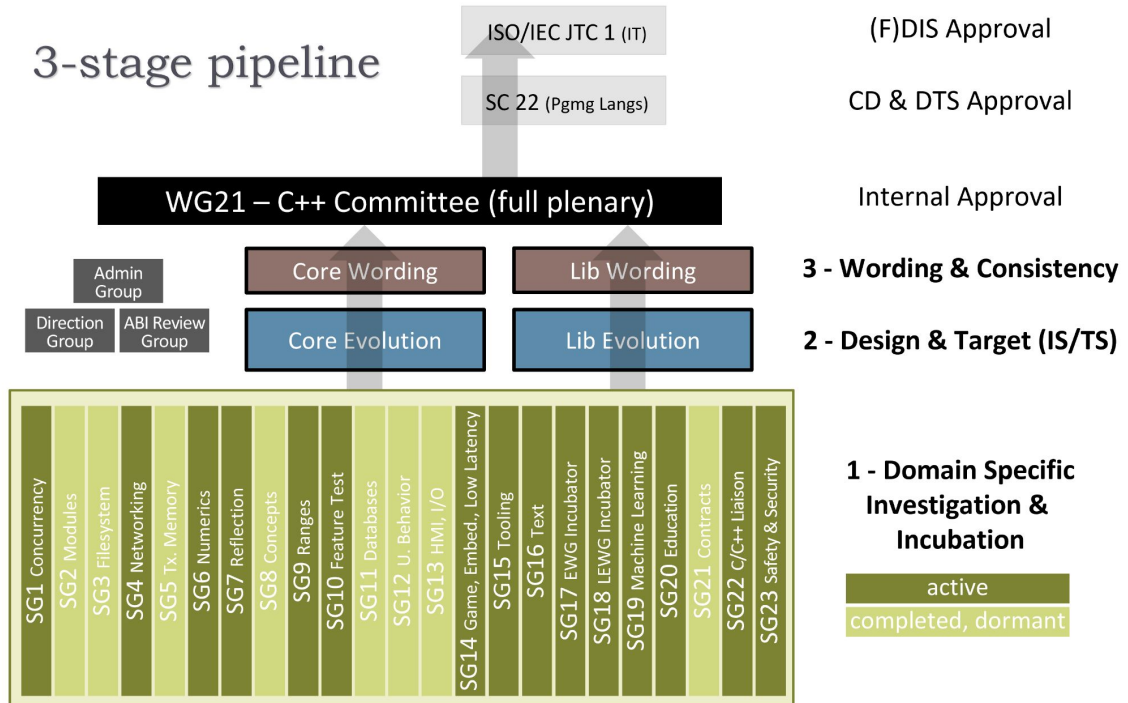 3-stage pipeline
ISO/IEC JTC 1 (IT)
(F)DIS Approval
SC 22 (Pgmg Langs)
CD & DTS Approval
WG21 – C++ Committee (full plenary)
Internal Approval
Admin
Group
Direction
Group
ABI Review
Group
Core Wording
Lib Wording
3 - Wording & Consistency
Core Evolution
Lib Evolution
2 - Design & Target (IS/TS)
SG1 Concurrency
SG2 Modules
SG3 Filesystem
SG4 Networking
SG5 Tx. Memory
SG6 Numerics
SG7 Reflection
SG8 Concepts
SG9 Ranges
SG10 Feature Test
SG11 Databases
SG12 U. Behavior
SG13 HMI, I/O
SG14 Game, Embed., Low Latency
SG15 Tooling
SG16 Text
SG17 EWG Incubator
SG18 LEWG Incubator
SG19 Machine Learning
SG20 Education
SG21 Contracts
SG22 C/C++ Liaison
SG23 Safety & Security
1 - Domain Specific
Investigation &
Incubation
active
completed, dormant